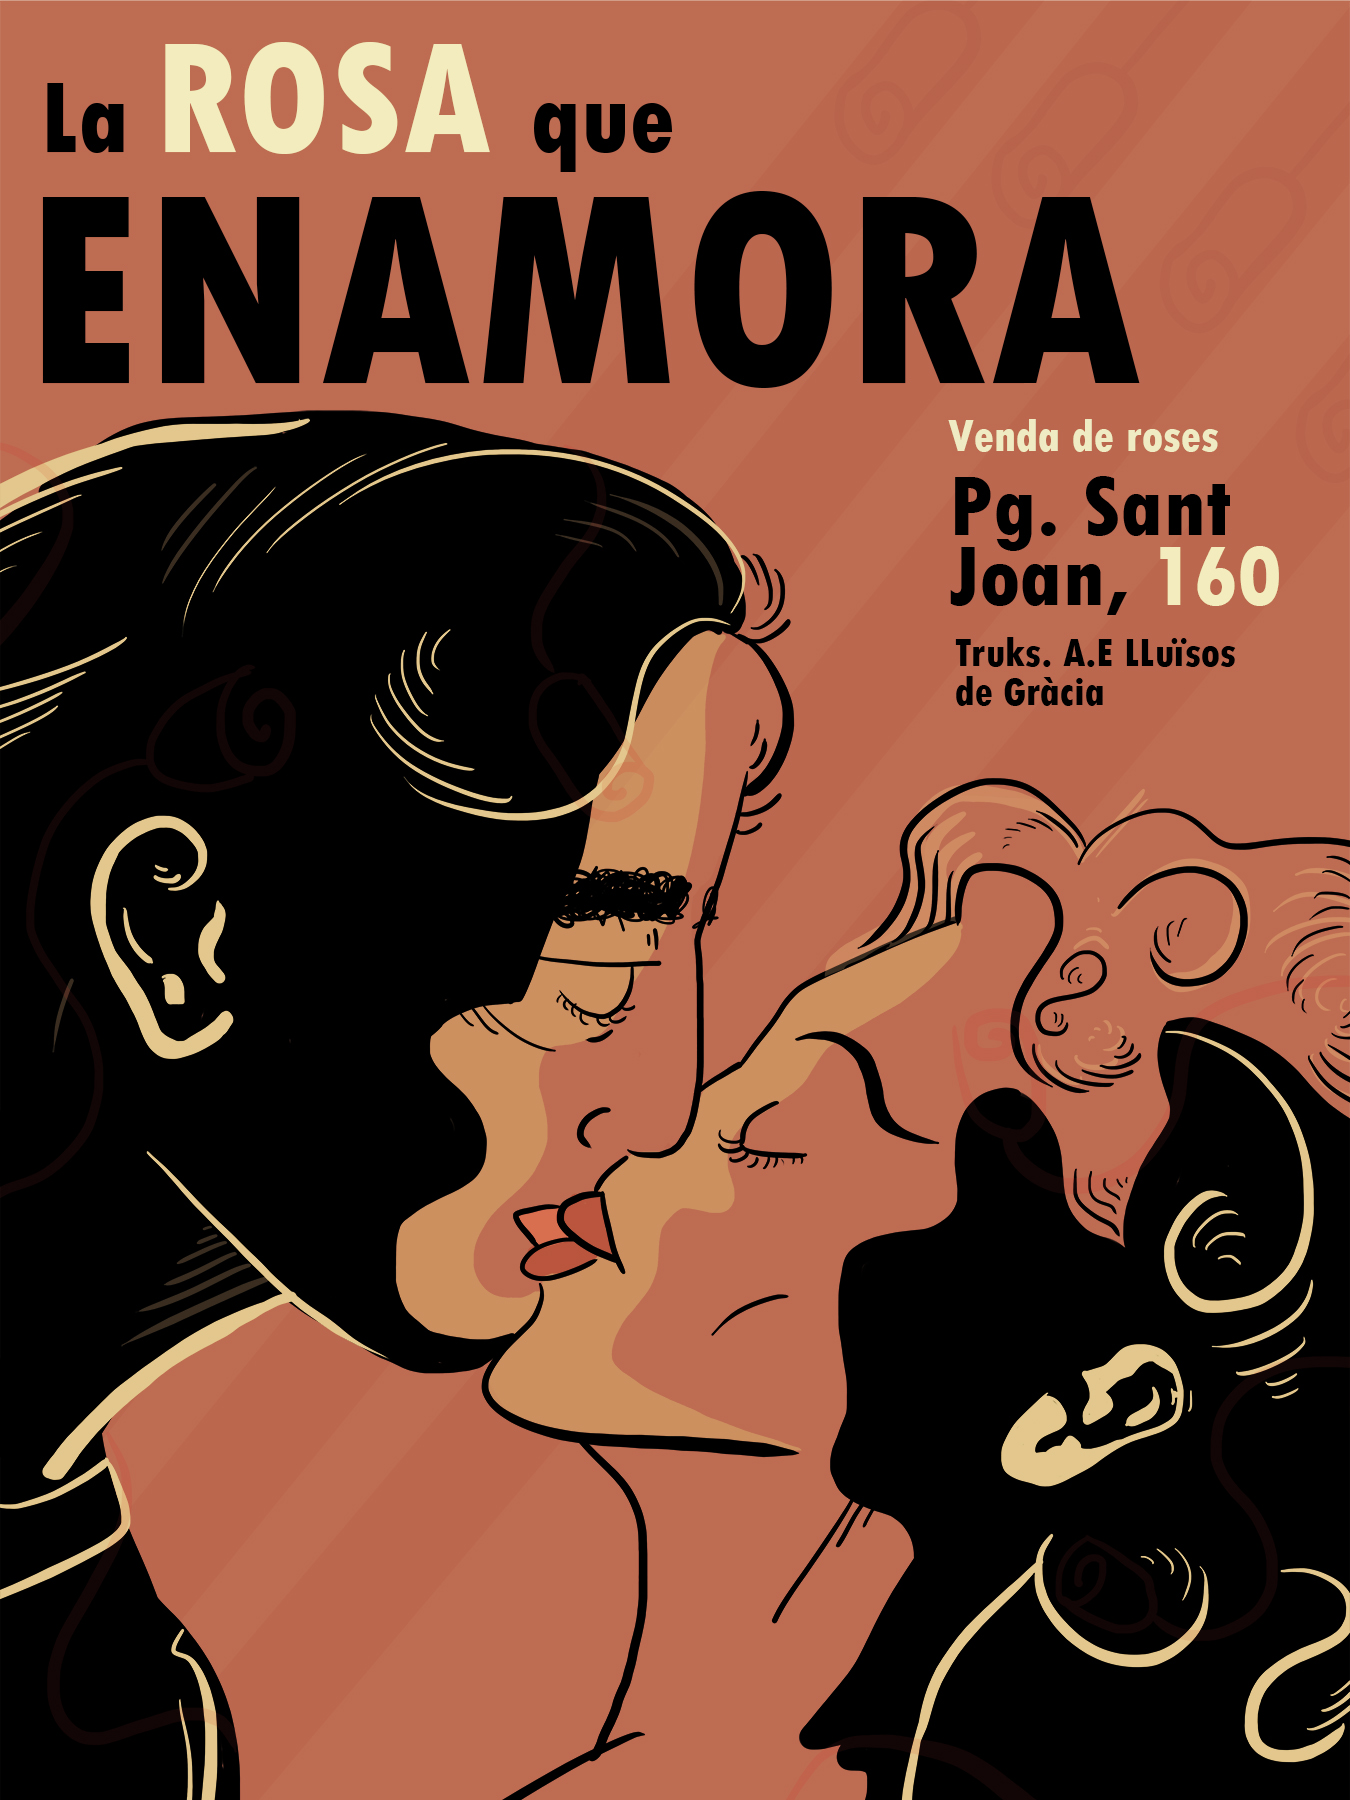 La ROSA que
ENAMORA
Venda de roses
Pg. Sant
Joan, 160
Truks. A.E LLuïsos
de Gràcia